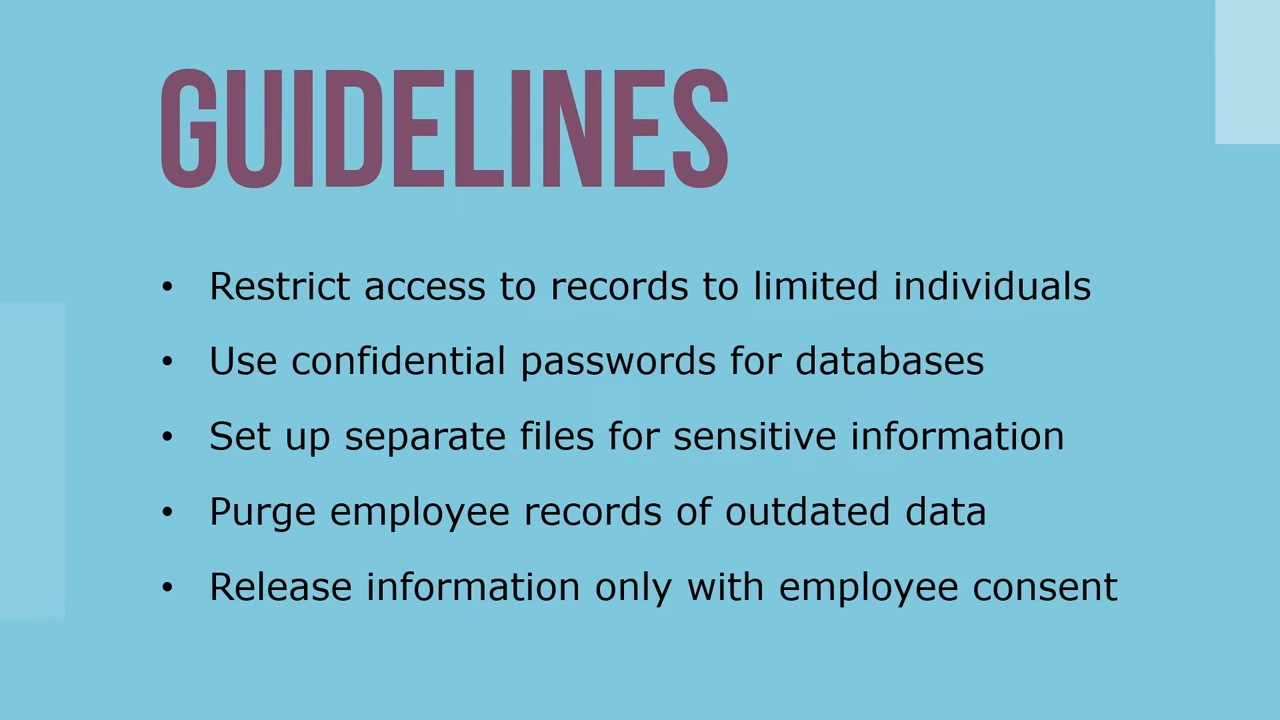 GUIDELINES
• Restrict access to records to limited individuals
• Use confidential passwords for databases
• Set up separate files for sensitive information
• Purge employee records of outdated data
• Release information only with employee consent